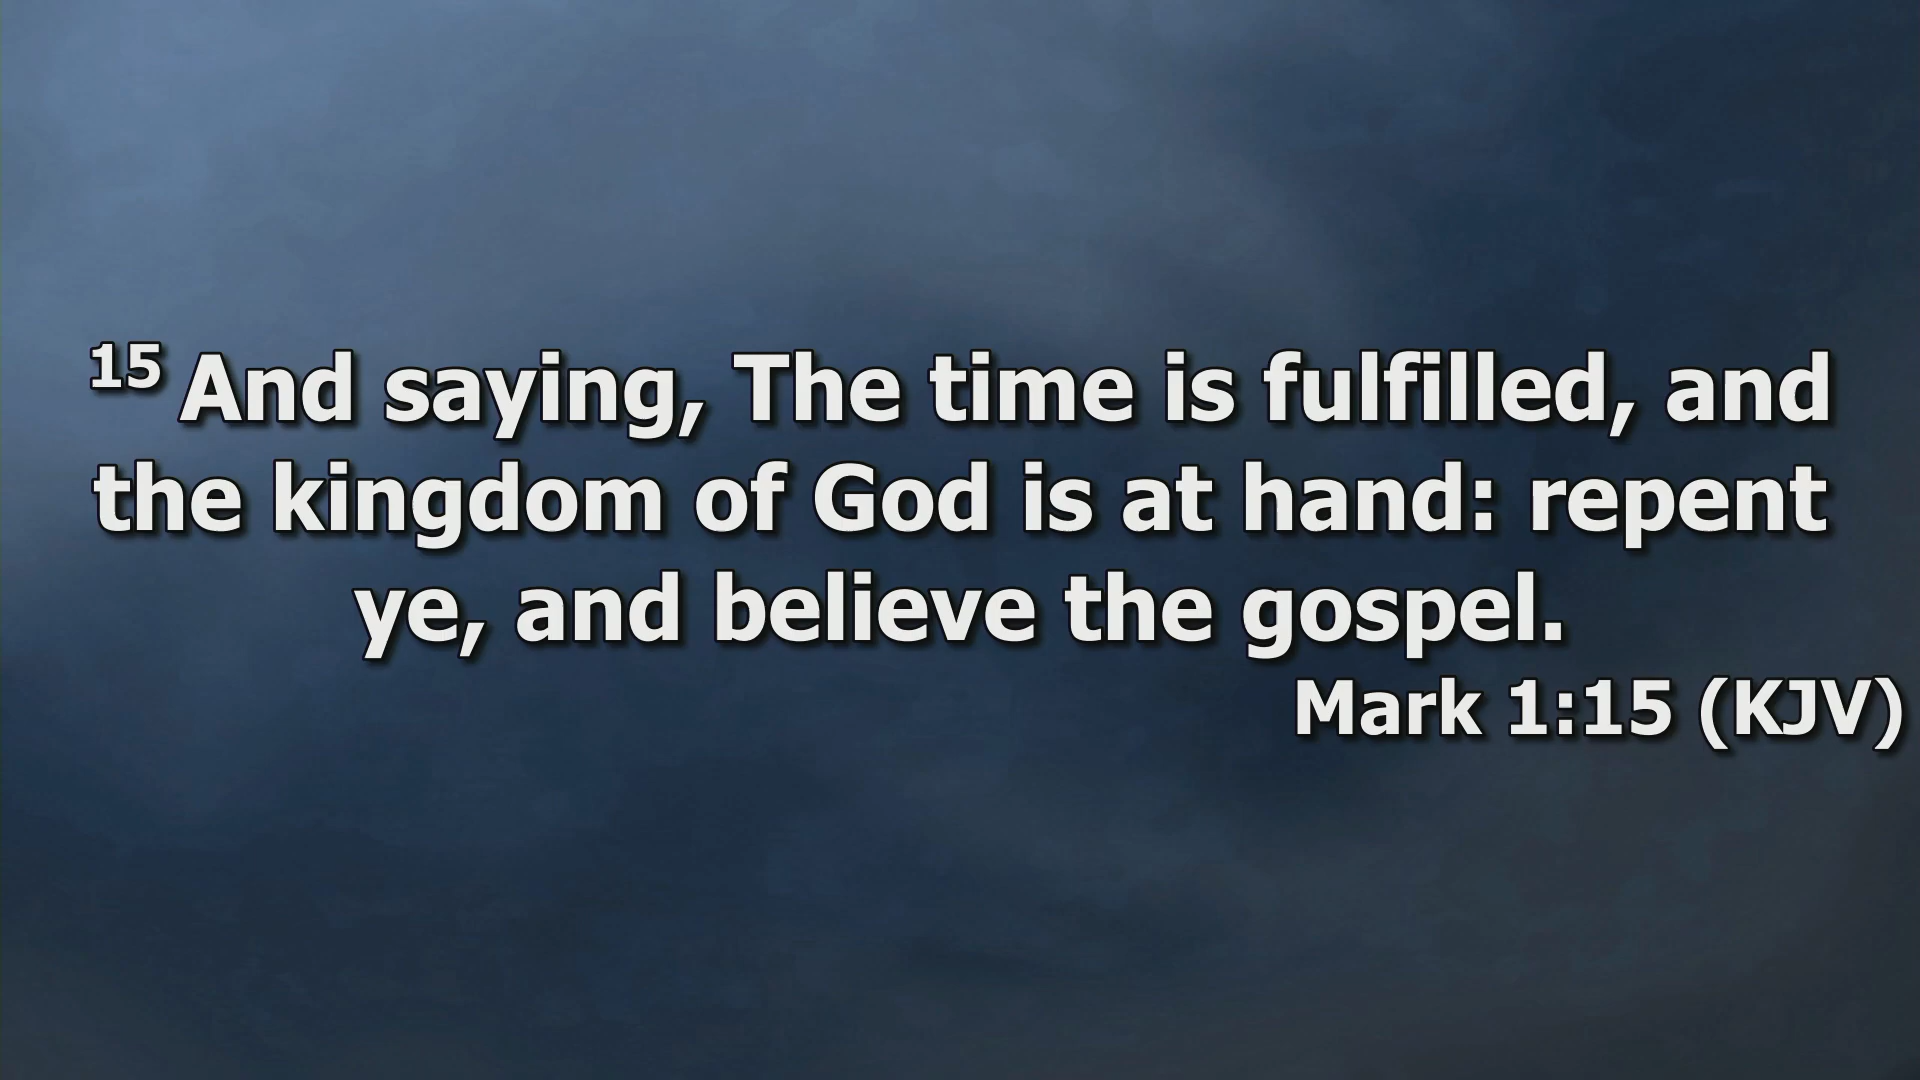 15 And saying, The time is fulfilled, and
the kingdom of God is at hand: repent
ye, and believe the gospel.
Mark 1:15 (KJV)